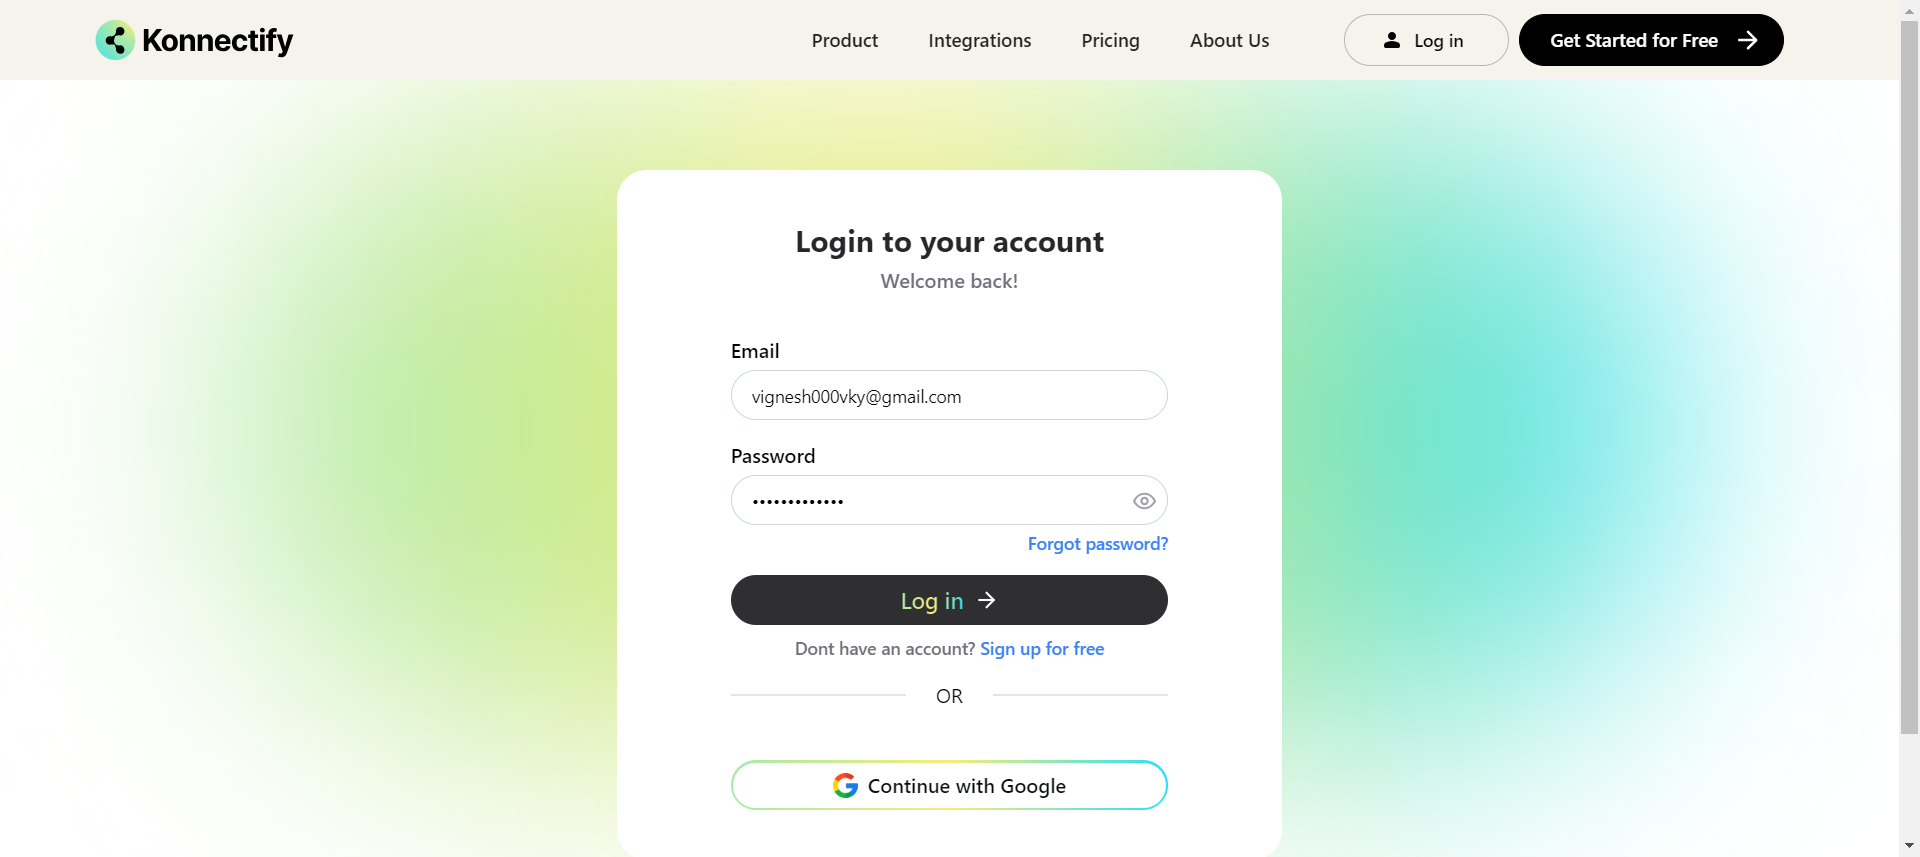 Konnectify
Product
Integrations
Pricing
About Us
Log in
Get Started for Free
Login to your account
Welcome back!
Email
vignesh000vky@gmail.com
Password
•••••••••••••
Forgot password?
Log in
Dont have an account? Sign up for free
OR
Continue with Google